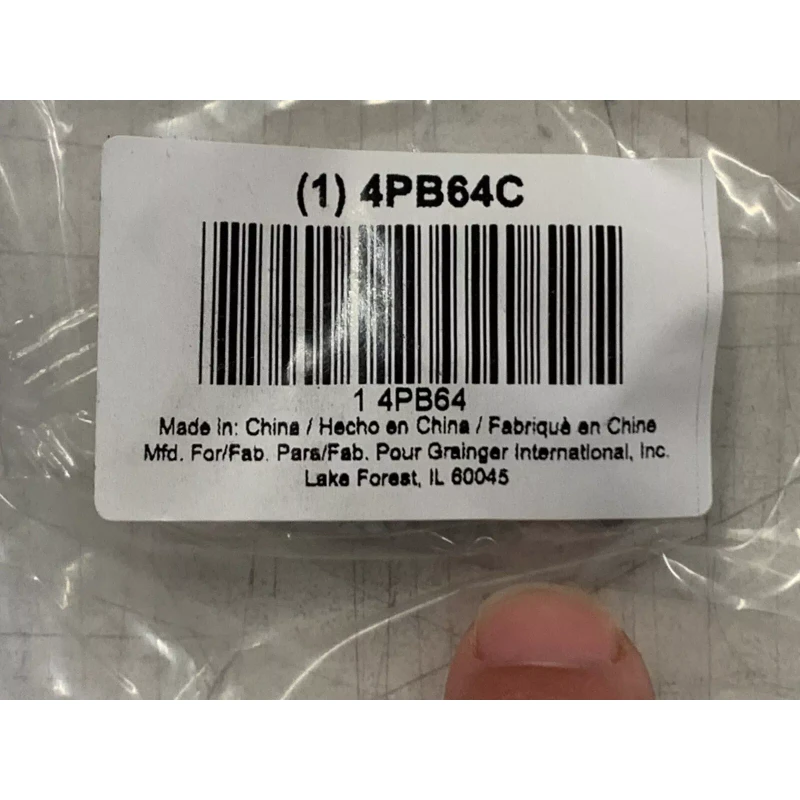 (1) 4PB64C
1 4PB64
Made in: China / Hecho en China / Fabriquè en Chine
Mfd. For/Fab. Para/Fab. Pour Grainger International, Inc.
Lake Forest, IL 60045